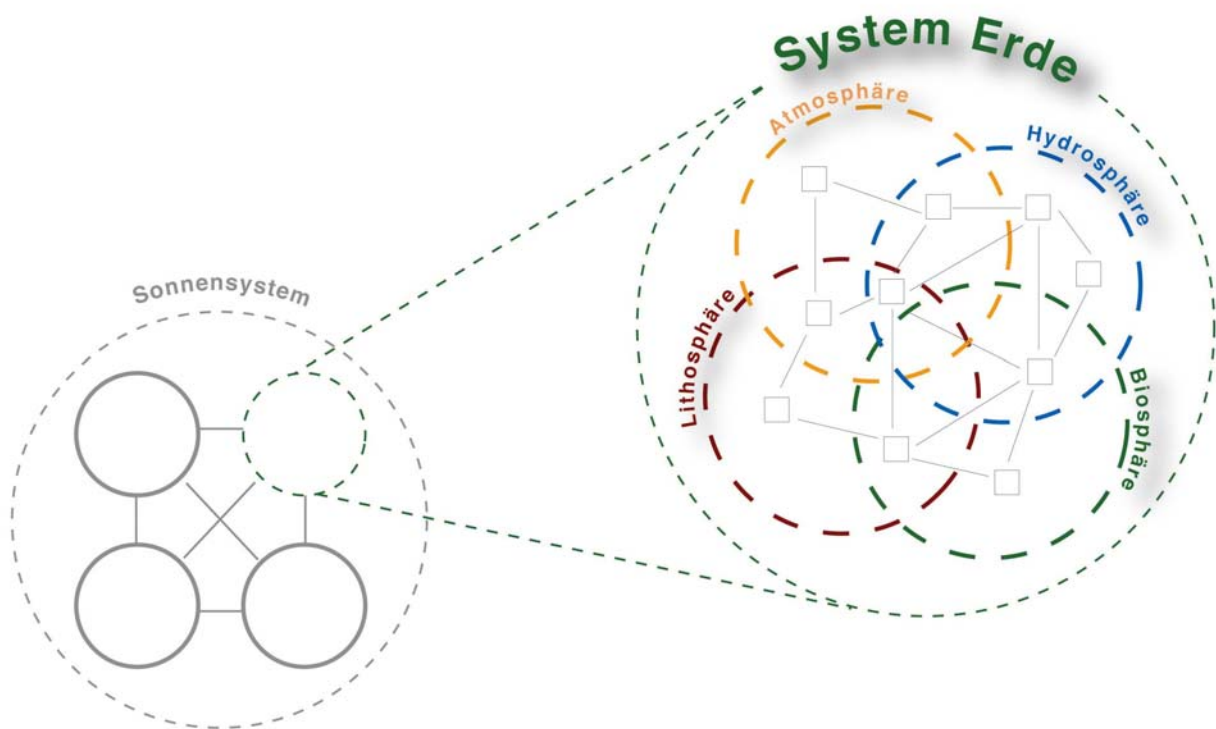 System Erde
Atmosphäre
Hydrosphäre
Sonnensystem
Lithosphäre
Biosphäre